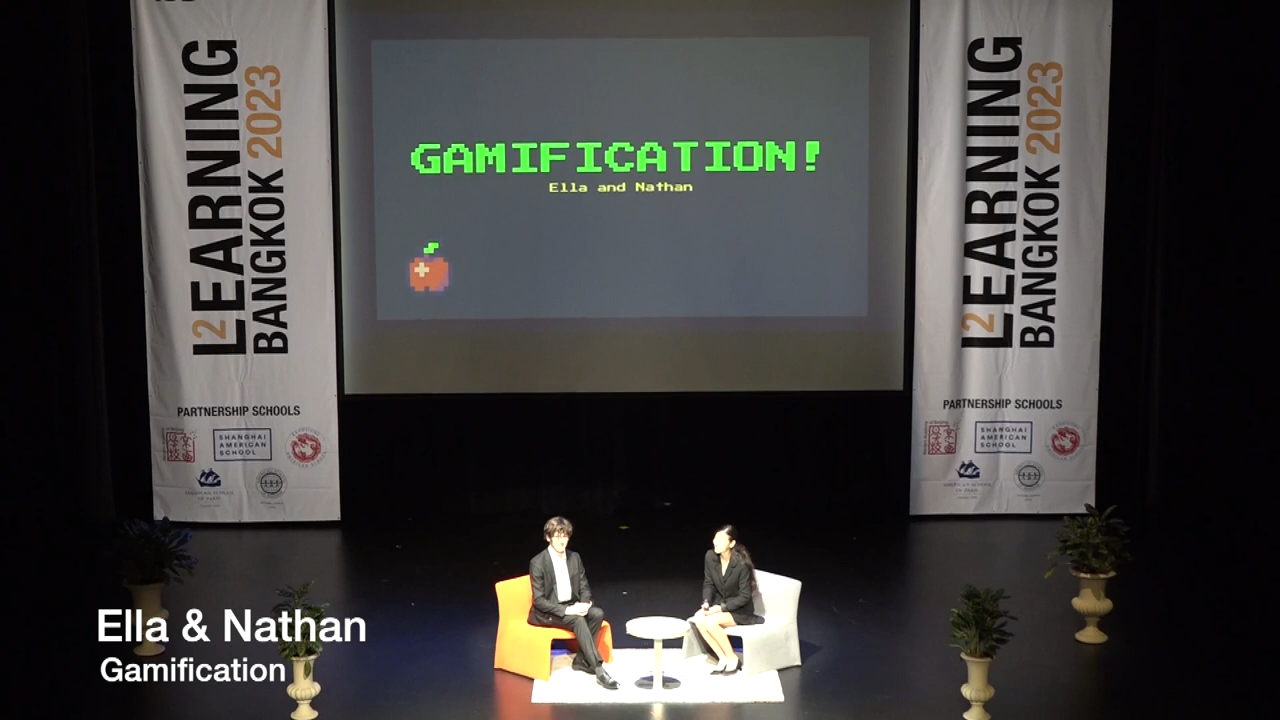 L2EARNING
BANGKOK 2023
PARTNERSHIP SCHOOLS
SHANGHAI
AMERICAN
SCHOOL
GAMIFICATION!
Ella and Nathan
L2EARNING
BANGKOK 2023
PARTNERSHIP SCHOOLS
SHANGHAI
AMERICAN
SCHOOL
Ella & Nathan
Gamification